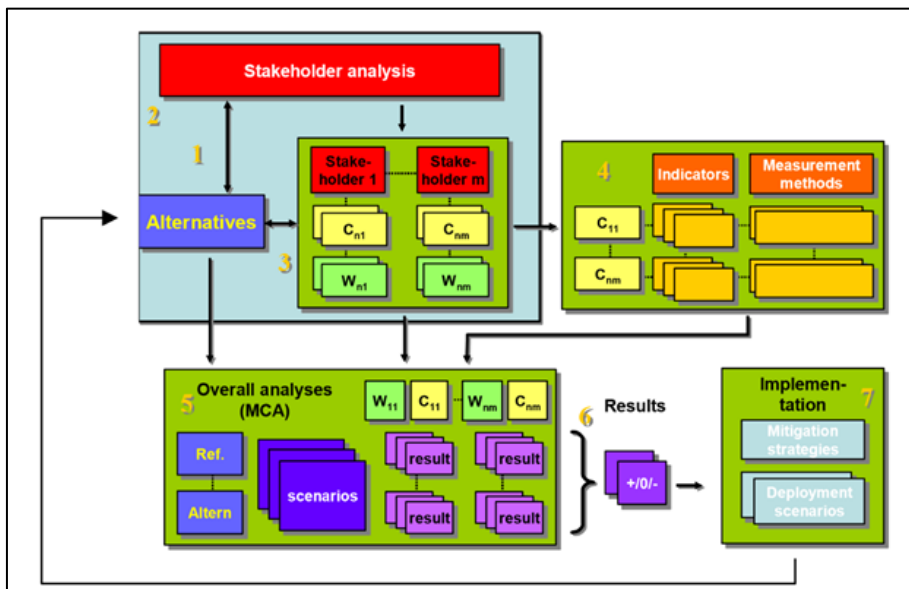 Stakeholder analysis
2
1
Stake-
holder 1
Stake-
holder m
Alternatives
3
Cn1
Cnm
Wn1
Wnm
4
Indicators
Measurement
methods
C11
Cnm
5
Overall analyses
(MCA)
W11
C11
Wnm
Cnm
Ref.
Altern
scenarios
result
result
result
result
6
Results
+/0/-
Implemen-
tation
7
Mitigation
strategies
Deployment
scenarios